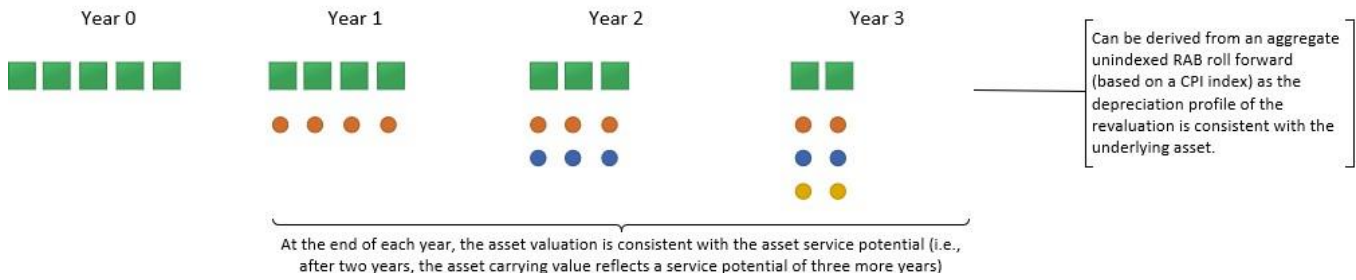 Year 0
Year 1
Year 2
Year 3
Can be derived from an aggregate
unindexed RAB roll forward
(based on a CPI index) as the
depreciation profile of the
revaluation is consistent with the
underlying asset.
At the end of each year, the asset valuation is consistent with the asset service potential (i.e.,
after two years, the asset carrying value reflects a service potential of three more years)